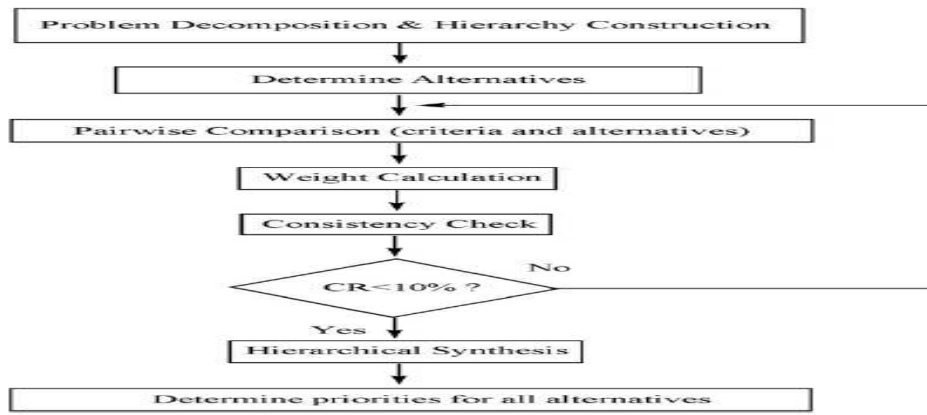 Problem Decomposition & Hierarchy Construction
Determine Alternatives
Pairwise Comparison (criteria and alternatives)
Weight Calculation
Consistency Check
CR<10% ?
No
Yes
Hierarchical Synthesis
Determine priorities for all alternatives